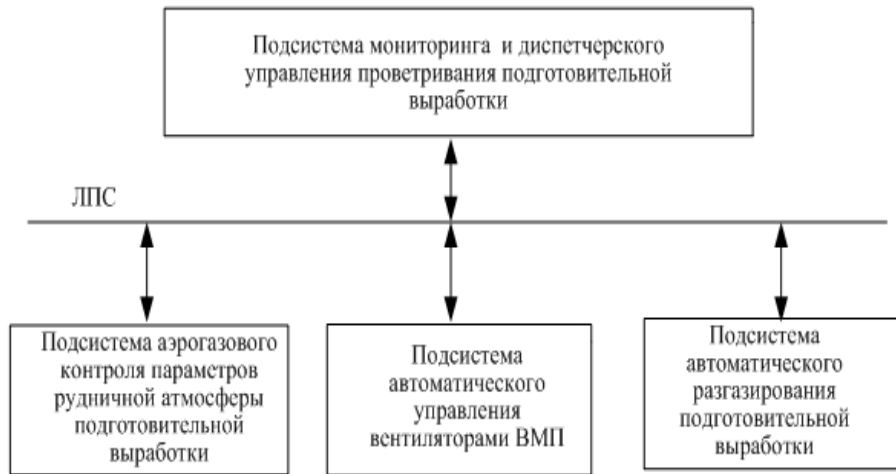 Подсистема мониторинга и диспетчерского
управления проветривания подготовительной
выработки
ЛПС
Подсистема аэрогазового
контроля параметров
рудничной атмосферы
подготовительной
выработки
Подсистема
автоматического
управления
вентиляторами ВМП
Подсистема
автоматического
разгазирования
подготовительной
выработки